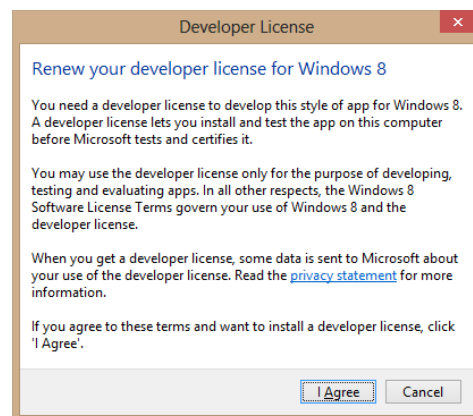 Developer License
Renew your developer license for Windows 8
You need a developer license to develop this style of app for Windows 8.
A developer license lets you install and test the app on this computer
before Microsoft tests and certifies it.
You may use the developer license only for the purpose of developing,
testing and evaluating apps. In all other respects, the Windows 8
Software License Terms govern your use of Windows 8 and the
developer license.
When you get a developer license, some data is sent to Microsoft about
your use of the developer license. Read the privacy statement for more
information.
If you agree to these terms and want to install a developer license, click
'I Agree'.
I Agree Cancel